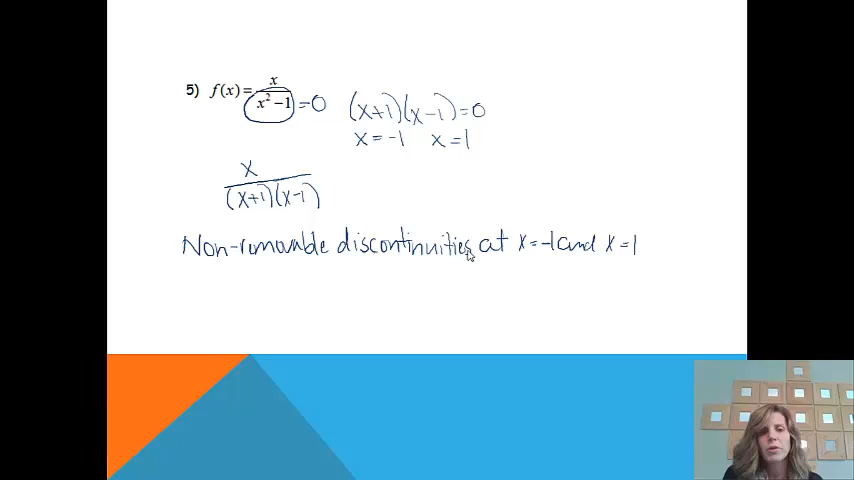 5) f(x) = x / (x² − 1) = 0 (x+1)(x−1) = 0
x = −1 x = 1
x / (x+1)(x−1)
Non-removable discontinuities at x = −1 and x = 1